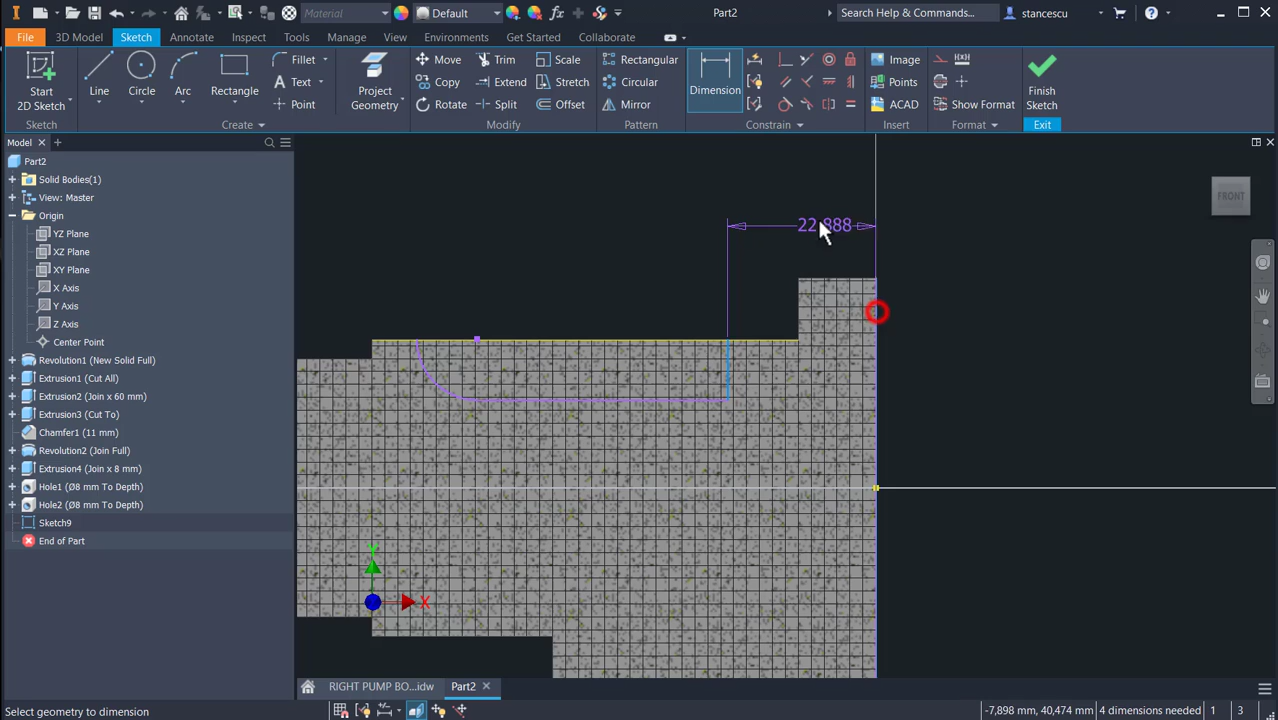 Material
Default
Part2
Search Help & Commands...
stancescu
File
3D Model
Sketch
Annotate
Inspect
Tools
Manage
View
Environments
Get Started
Collaborate
Start
2D Sketch
Line
Circle
Arc
Rectangle
Fillet
Text
Point
Project
Geometry
Move
Copy
Rotate
Trim
Extend
Split
Scale
Stretch
Offset
Rectangular
Circular
Mirror
Dimension
Image
Points
ACAD
Show Format
Finish
Sketch
Sketch
Create
Modify
Pattern
Constrain
Insert
Format
Exit
Model
Part2
Solid Bodies(1)
View: Master
Origin
YZ Plane
XZ Plane
XY Plane
X Axis
Y Axis
Z Axis
Center Point
Revolution1 (New Solid Full)
Extrusion1 (Cut All)
Extrusion2 (Join x 60 mm)
Extrusion3 (Cut To)
Chamfer1 (11 mm)
Revolution2 (Join Full)
Extrusion4 (Join x 8 mm)
Hole1 (Ø8 mm To Depth)
Hole2 (Ø8 mm To Depth)
Sketch9
End of Part
22,888
FRONT
Y
X
RIGHT PUMP BO...idw
Part2
Select geometry to dimension
-7,898 mm, 40,474 mm
4 dimensions needed
1
3